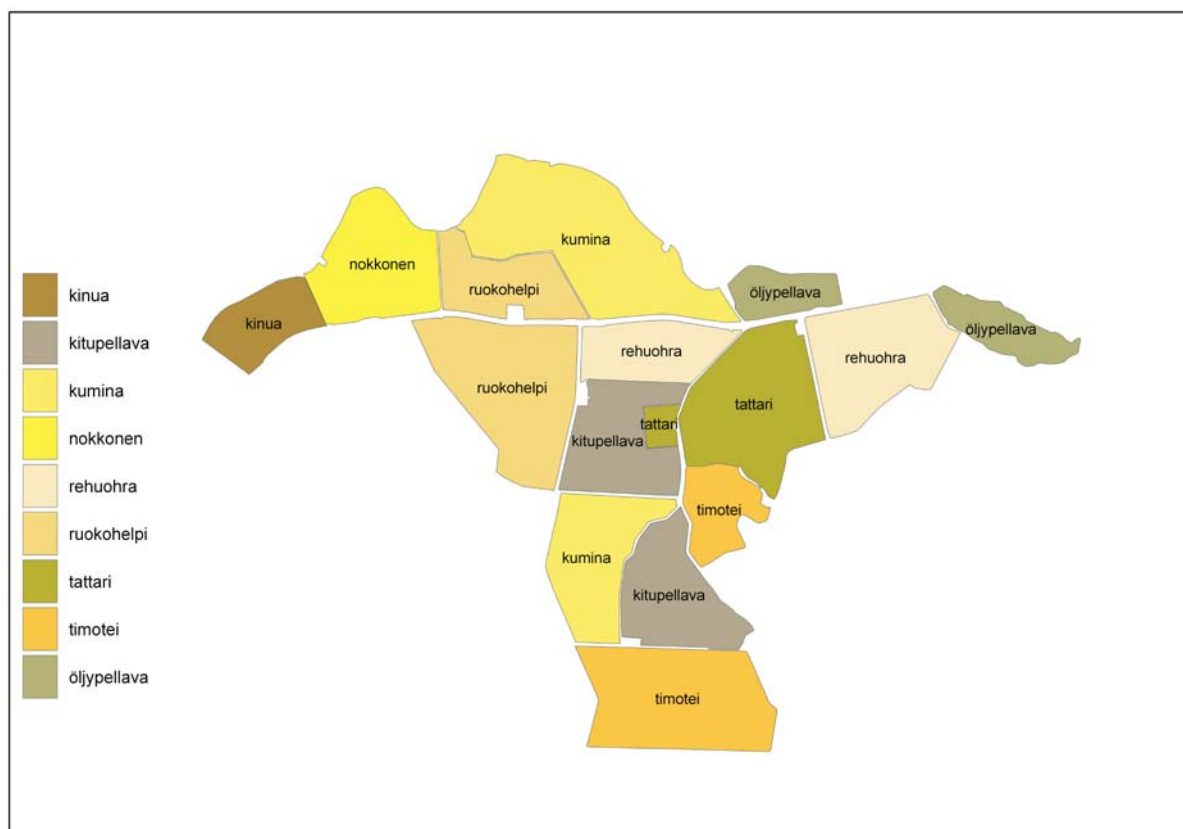 kinua
kitupellava
kumina
nokkonen
rehuohra
ruokohelpi
tattari
timotei
öljypellava
kumina
nokkonen
ruokohelpi
öljypellava
kinua
öljypellava
rehuohra
rehuohra
ruokohelpi
tattari
tattari
kitupellava
timotei
kumina
kitupellava
timotei